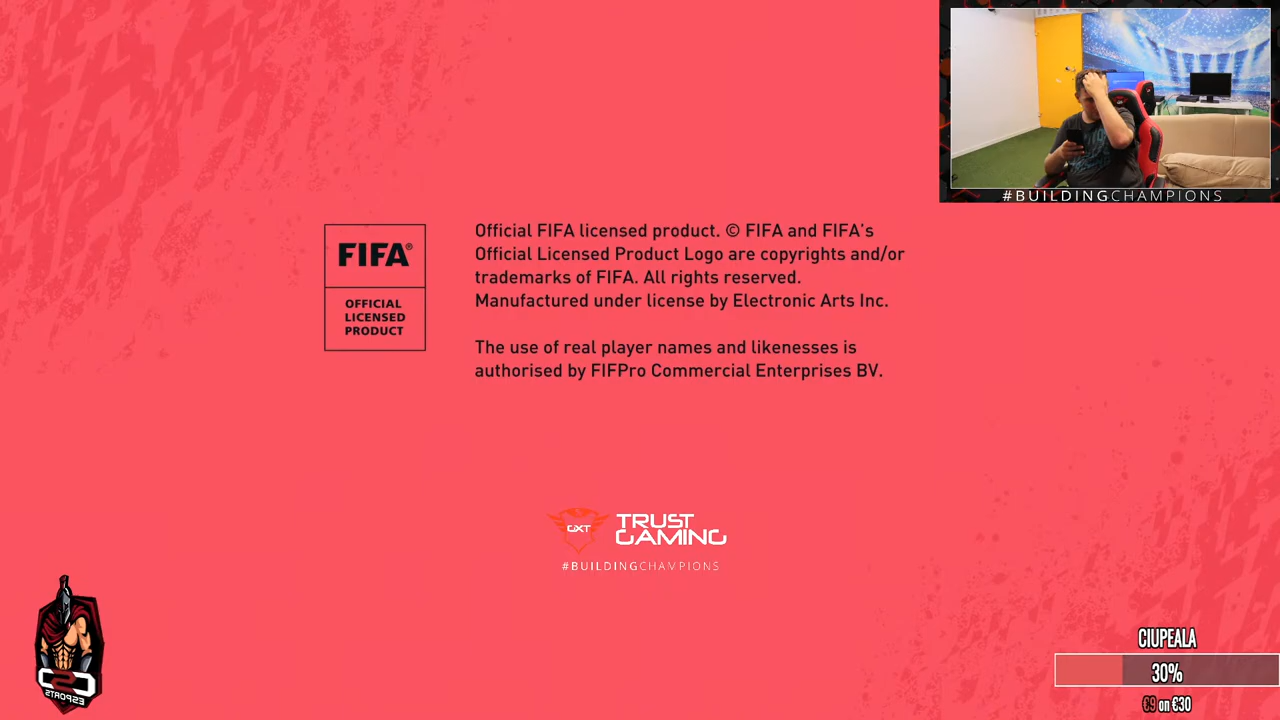 #BUILDINGCHAMPIONS
FIFA®
OFFICIAL
LICENSED
PRODUCT
Official FIFA licensed product. © FIFA and FIFA's
Official Licensed Product Logo are copyrights and/or
trademarks of FIFA. All rights reserved.
Manufactured under license by Electronic Arts Inc.
The use of real player names and likenesses is
authorised by FIFPro Commercial Enterprises BV.
GXT
TRUST
GAMING
#BUILDINGCHAMPIONS
CS
ESPORTS
CIUPEALA
30%
€9 on €30